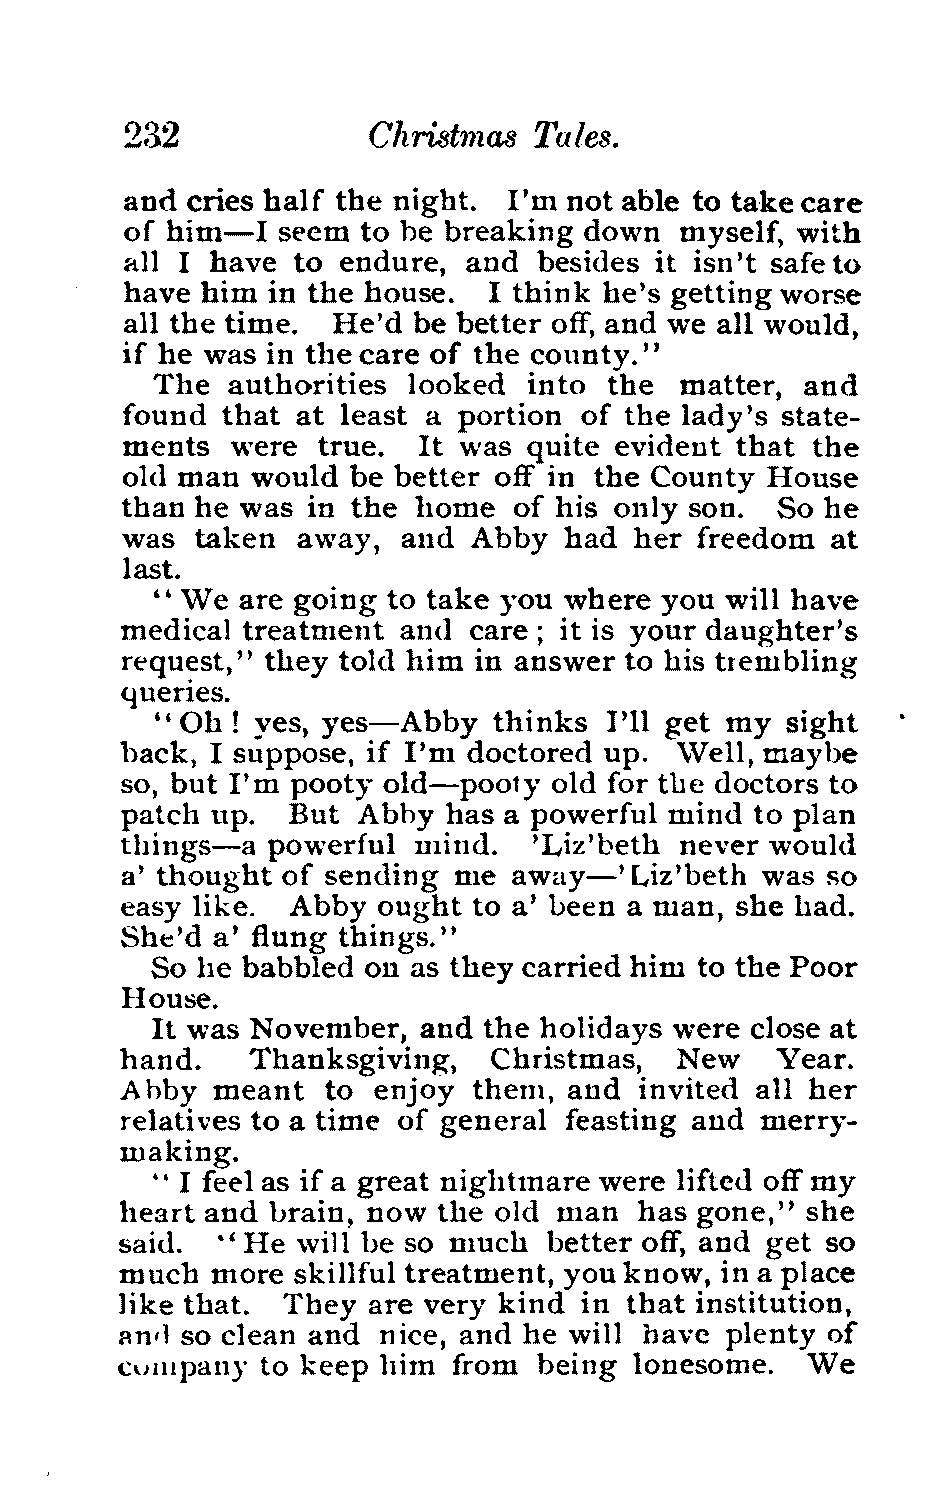 232 Christmas Tales.
and cries half the night. I'm not able to take care
of him—I seem to be breaking down myself, with
all I have to endure, and besides it isn't safe to
have him in the house. I think he's getting worse
all the time. He'd be better off, and we all would,
if he was in the care of the county."
The authorities looked into the matter, and
found that at least a portion of the lady's state-
ments were true. It was quite evident that the
old man would be better off in the County House
than he was in the home of his only son. So he
was taken away, and Abby had her freedom at
last.
"We are going to take you where you will have
medical treatment and care; it is your daughter's
request," they told him in answer to his trembling
queries.
"Oh! yes, yes—Abby thinks I'll get my sight
back, I suppose, if I'm doctored up. Well, maybe
so, but I'm pooty old—pooty old for the doctors to
patch up. But Abby has a powerful mind to plan
things—a powerful mind. 'Liz'beth never would
a' thought of sending me away—'Liz'beth was so
easy like. Abby ought to a' been a man, she had.
She'd a' flung things."
So he babbled on as they carried him to the Poor
House.
It was November, and the holidays were close at
hand. Thanksgiving, Christmas, New Year.
Abby meant to enjoy them, and invited all her
relatives to a time of general feasting and merry-
making.
"I feel as if a great nightmare were lifted off my
heart and brain, now the old man has gone," she
said. "He will be so much better off, and get so
much more skillful treatment, you know, in a place
like that. They are very kind in that institution,
and so clean and nice, and he will have plenty of
company to keep him from being lonesome. We